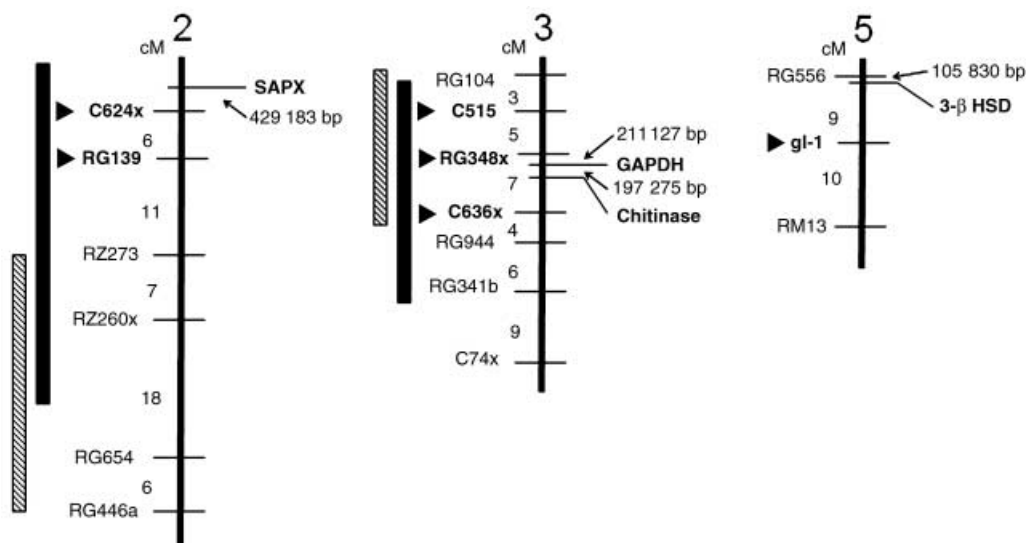 2
cM
SAPX
C624x
429 183 bp
6
RG139
11
RZ273
7
RZ260x
18
RG654
6
RG446a
3
cM
RG104
3
C515
5
211 127 bp
RG348x
GAPDH
197 275 bp
7
Chitinase
C636x
4
RG944
6
RG341b
9
C74x
5
cM
105 830 bp
RG556
3-β HSD
9
gl-1
10
RM13